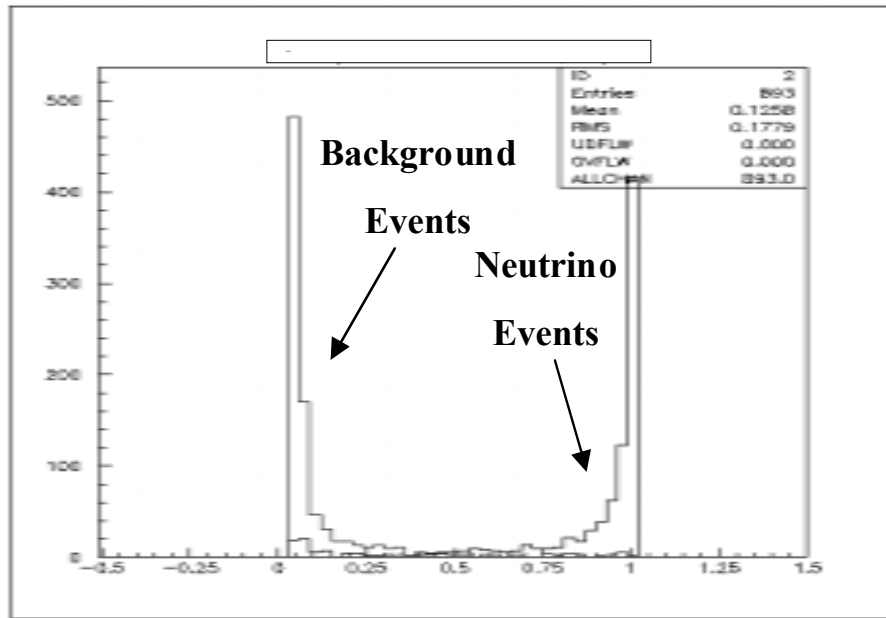 -
ID 2
Entries 893
Mean 0.1258
RMS 0.1779
UDFLW 0.000
OVFLW 0.000
ALLCHAN 893.0
Background
Events
Neutrino
Events
500
400
300
200
100
0
-0.5 -0.25 0 0.25 0.5 0.75 1 1.25 1.5